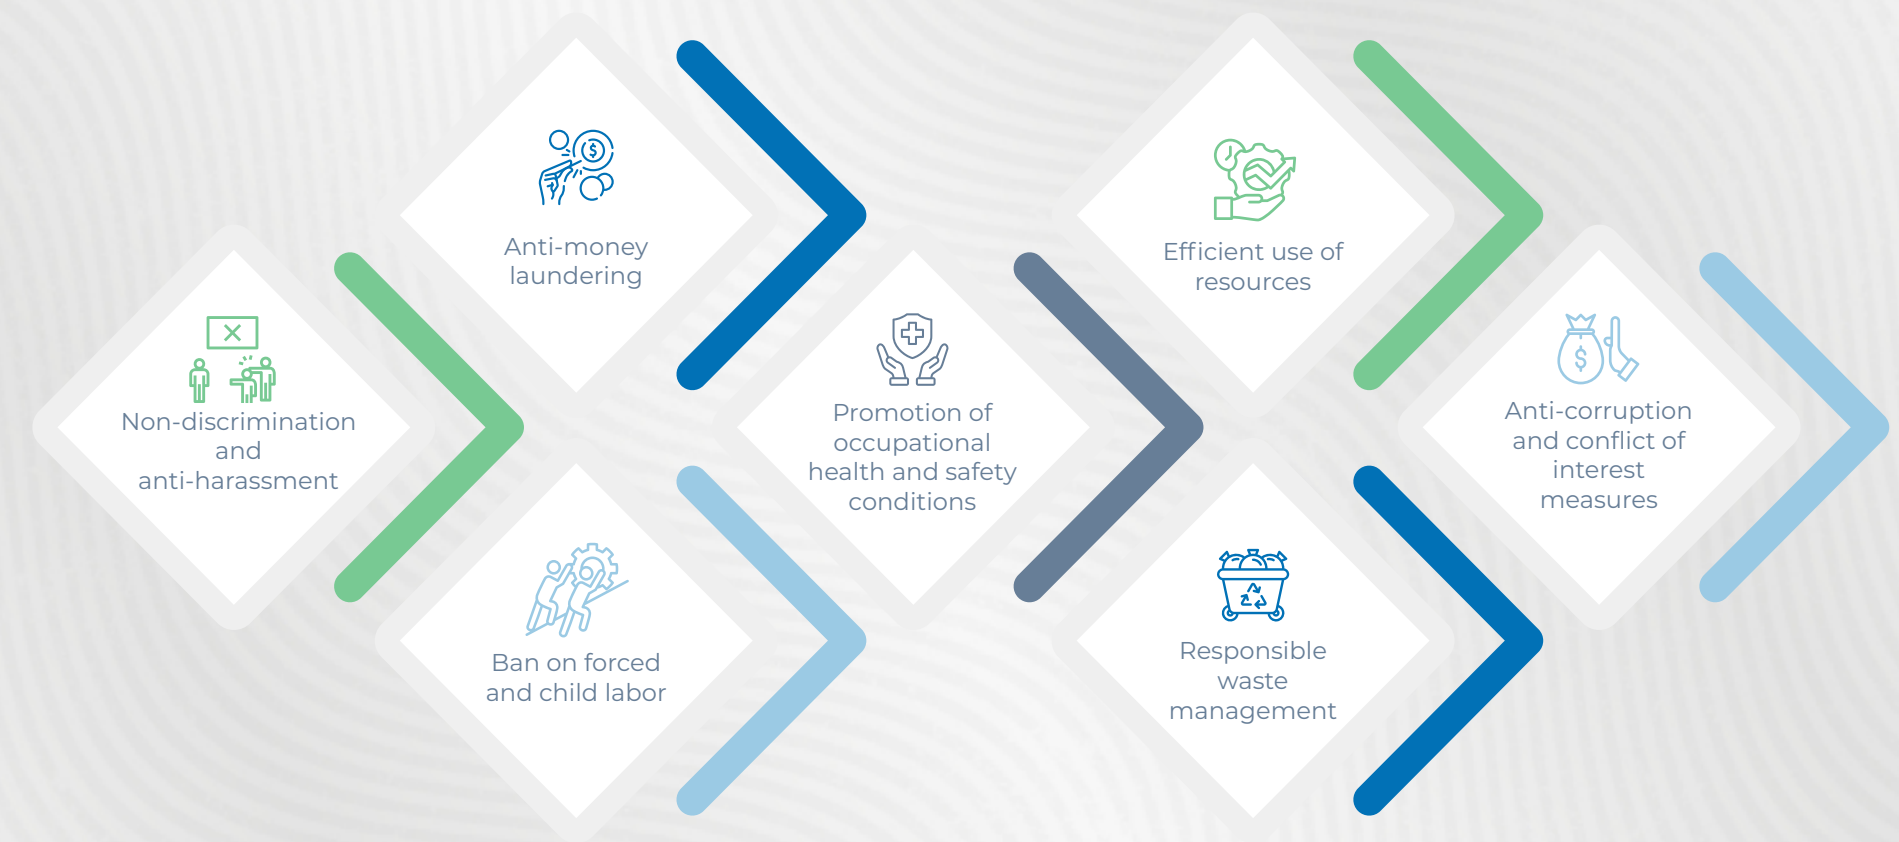 Non-discrimination
and
anti-harassment
Anti-money
laundering
Ban on forced
and child labor
Promotion of
occupational
health and safety
conditions
Efficient use of
resources
Responsible
waste
management
Anti-corruption
and conflict of
interest
measures